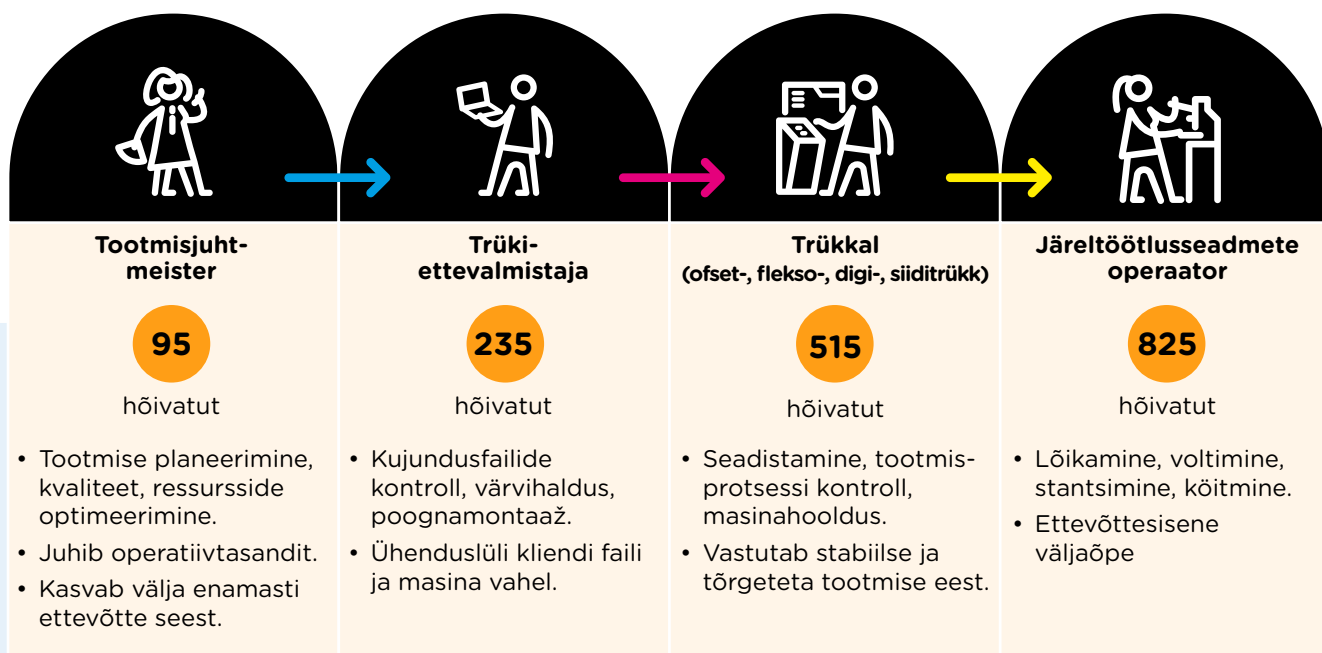 Tootmisjuht-
meister
95
hõivatut
• Tootmise planeerimine,
kvaliteet, ressursside
optimeerimine.
• Juhib operatiivtasandit.
• Kasvab välja enamasti
ettevõtte seest.
Trüki-
ettevalmistaja
235
hõivatut
• Kujundusfailide
kontroll, värvihaldus,
poognamontaaž.
• Ühenduslüli kliendi faili
ja masina vahel.
Trükkal
(ofset-, flekso-, digi-, siiditrükk)
515
hõivatut
• Seadistamine, tootmis-
protsessi kontroll,
masinahooldus.
• Vastutab stabiilse ja
tõrgeteta tootmise eest.
Järeltöötlusseadmete
operaator
825
hõivatut
• Lõikamine, voltimine,
stantsimine, köitmine.
• Ettevõttesisene
väljaõpe